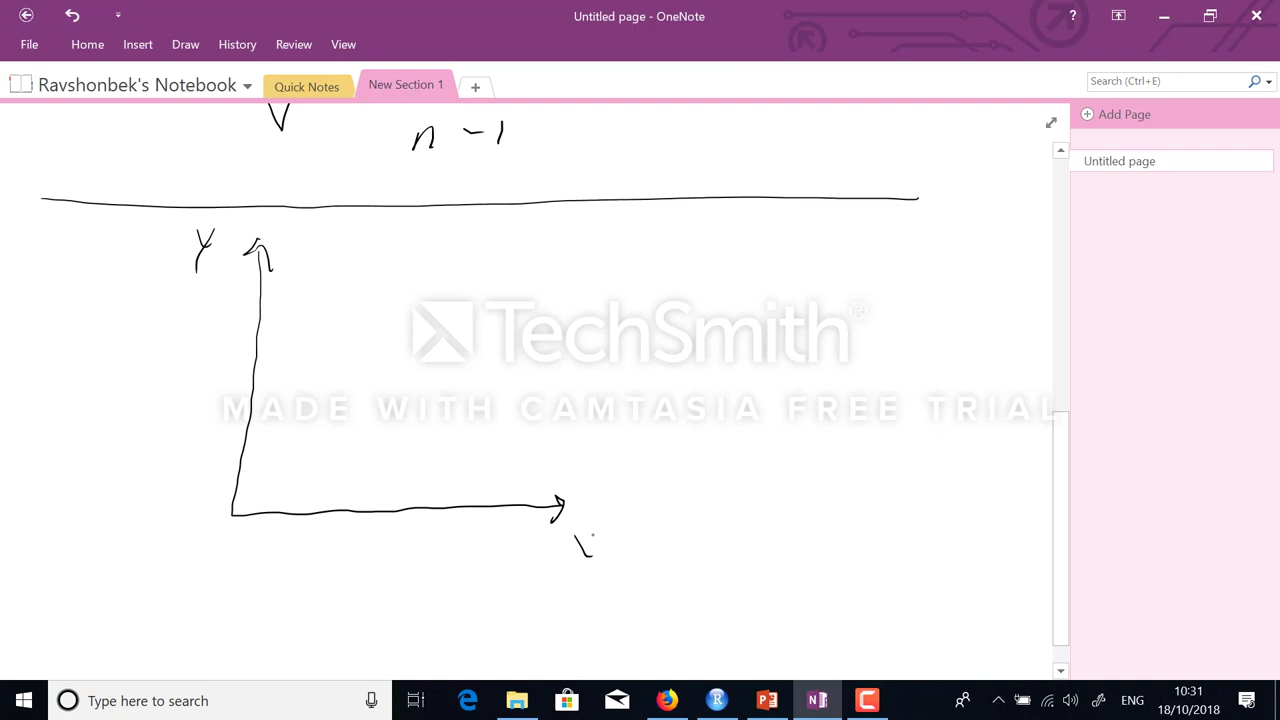 Untitled page - OneNote
?
File Home Insert Draw History Review View
Ravshonbek's Notebook Quick Notes New Section 1 +
Search (Ctrl+E)
Add Page
Untitled page
n - 1
Y
TechSmith®
MADE WITH CAMTASIA FREE TRIAL
Type here to search
ENG
10:31
18/10/2018